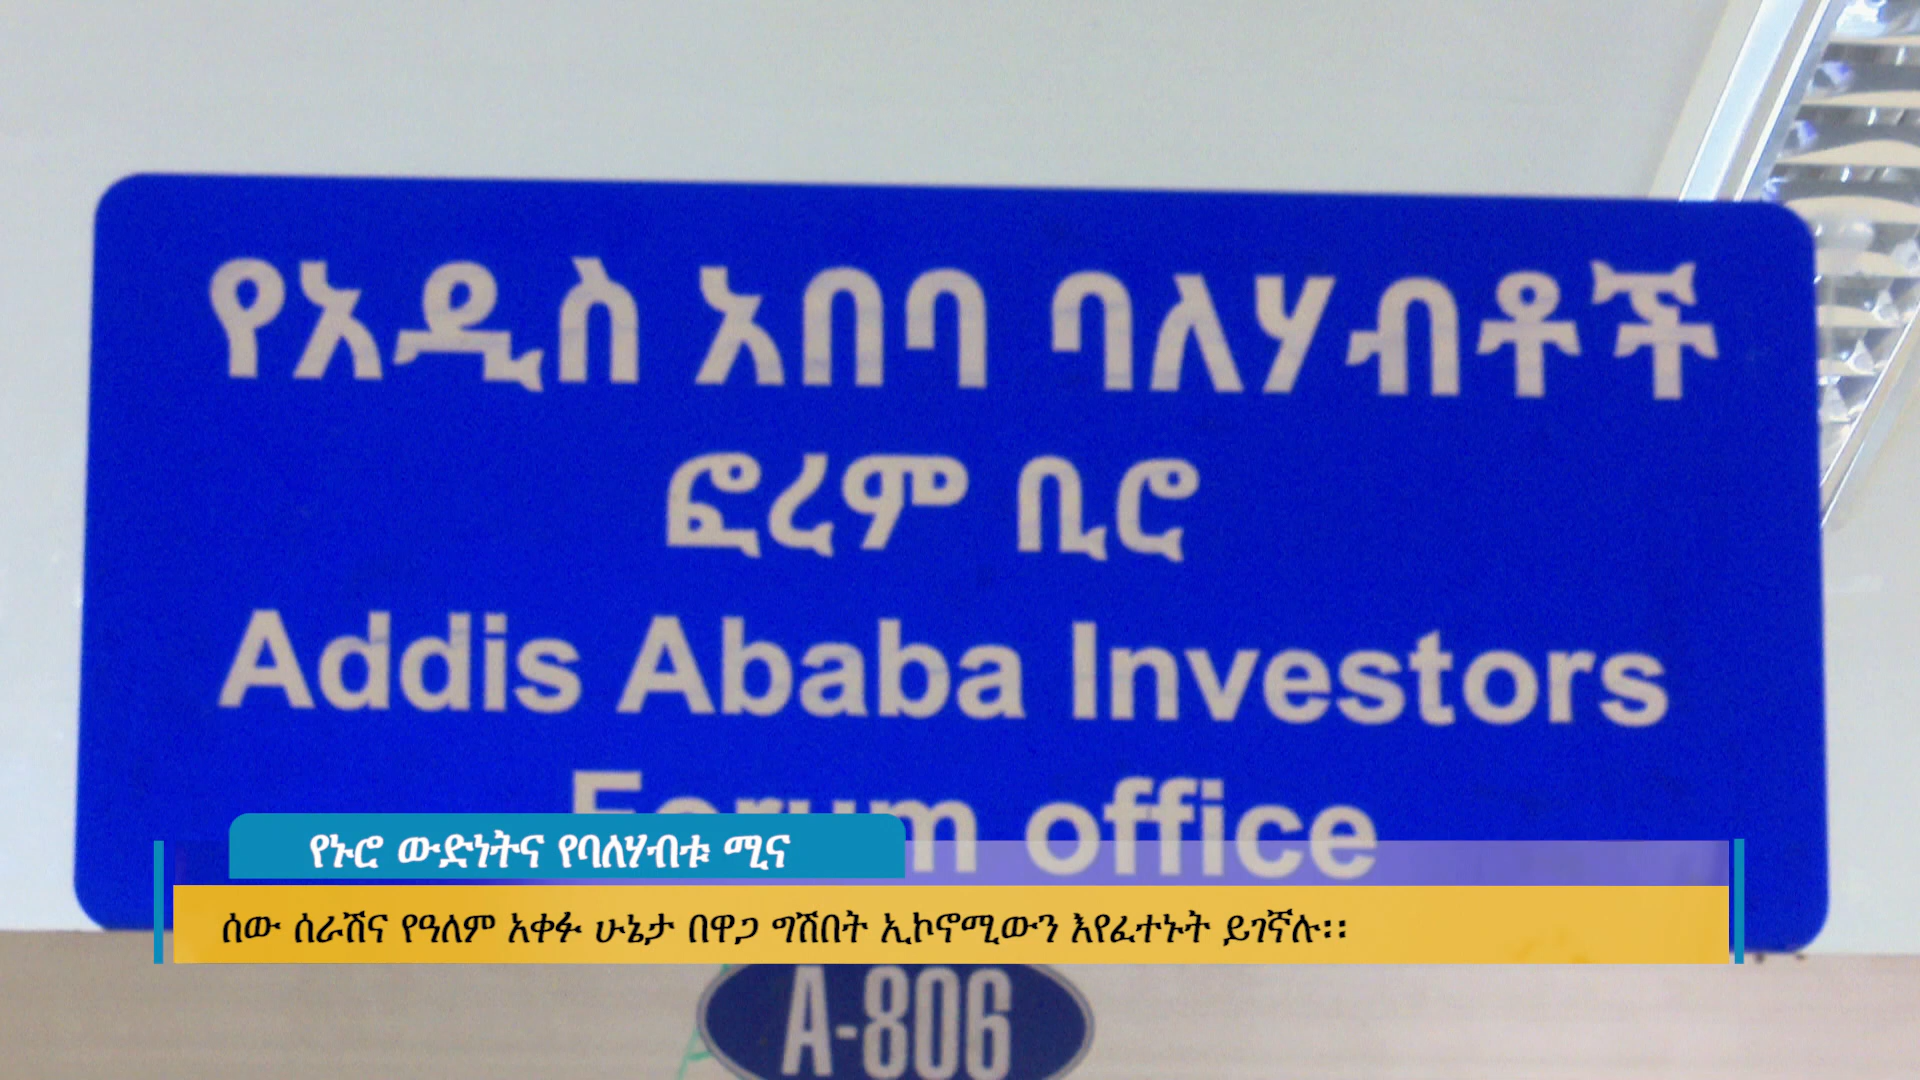 የአዲስ አበባ ባለሃብቶች
ፎረም ቢሮ
Addis Ababa Investors
Forum office
የኑሮ ውድነትና የባለሃብቱ ሚና
ሰው ሰራሽና የዓለም አቀፉ ሁኔታ በዋጋ ግሽበት ኢኮኖሚውን እየፈተኑት ይገኛሉ፡፡
A-806